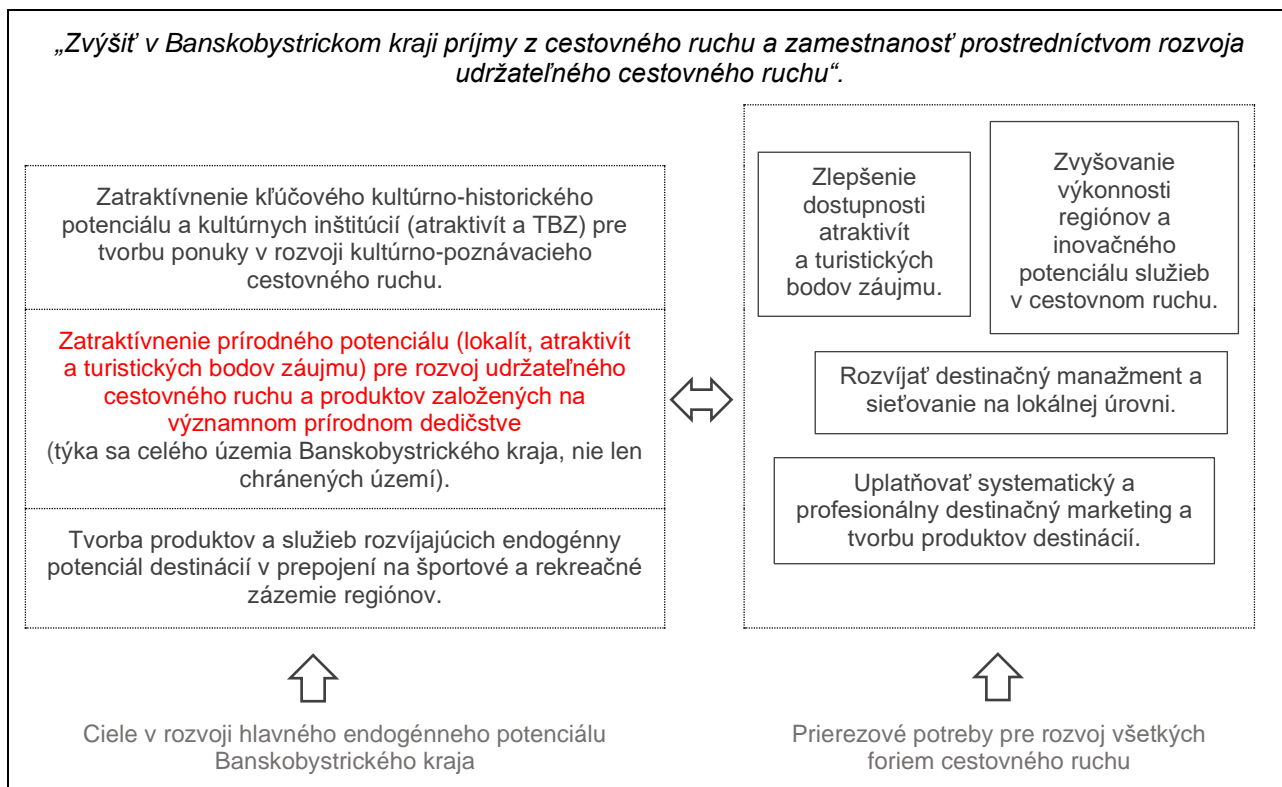 „Zvýšiť v Banskobystrickom kraji príjmy z cestovného ruchu a zamestnanosť prostredníctvom rozvoja
udržateľného cestovného ruchu“.
Zatraktívnenie kľúčového kultúrno-historického
potenciálu a kultúrnych inštitúcií (atraktivít a TBZ) pre
tvorbu ponuky v rozvoji kultúrno-poznávacieho
cestovného ruchu.
Zatraktívnenie prírodného potenciálu (lokalít, atraktivít
a turistických bodov záujmu) pre rozvoj udržateľného
cestovného ruchu a produktov založených na
významnom prírodnom dedičstve
(týka sa celého územia Banskobystrického kraja, nie len
chránených území).
Tvorba produktov a služieb rozvíjajúcich endogénny
potenciál destinácií v prepojení na športové a rekreačné
zázemie regiónov.
Ciele v rozvoji hlavného endogénneho potenciálu
Banskobystrického kraja
Zlepšenie
dostupnosti
atraktivít
a turistických
bodov záujmu.
Zvyšovanie
výkonnosti
regiónov a
inovačného
potenciálu služieb
v cestovnom ruchu.
Rozvíjať destinačný manažment a
sieťovanie na lokálnej úrovni.
Uplatňovať systematický a
profesionálny destinačný marketing a
tvorbu produktov destinácií.
Prierezové potreby pre rozvoj všetkých
foriem cestovného ruchu